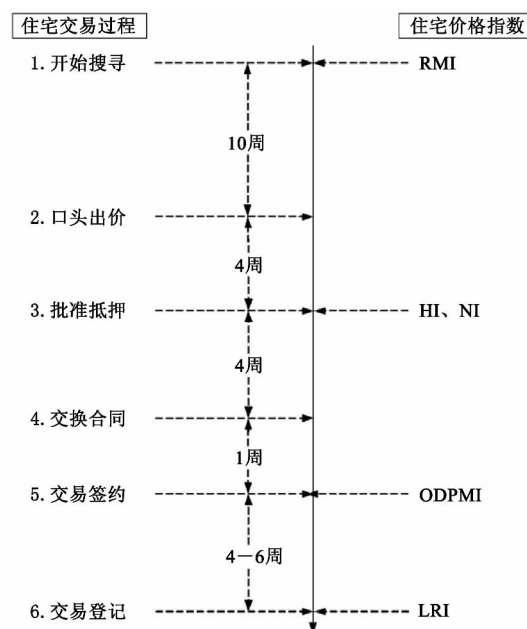 住宅交易过程
住宅价格指数
1. 开始搜寻
RMI
10周
2. 口头出价
4周
3. 批准抵押
HI、NI
4周
4. 交换合同
1周
5. 交易签约
ODPMI
4－6周
6. 交易登记
LRI